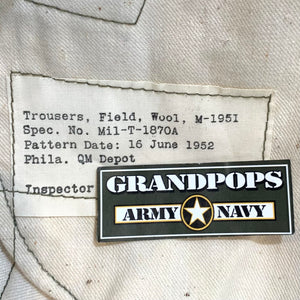 Trousers, Field, Wool, M-1951
Spec. No. Mil-T-1870A
Pattern Date: 16 June 1952
Phila. QM Depot
Inspector
GRANDPOPS
ARMY NAVY